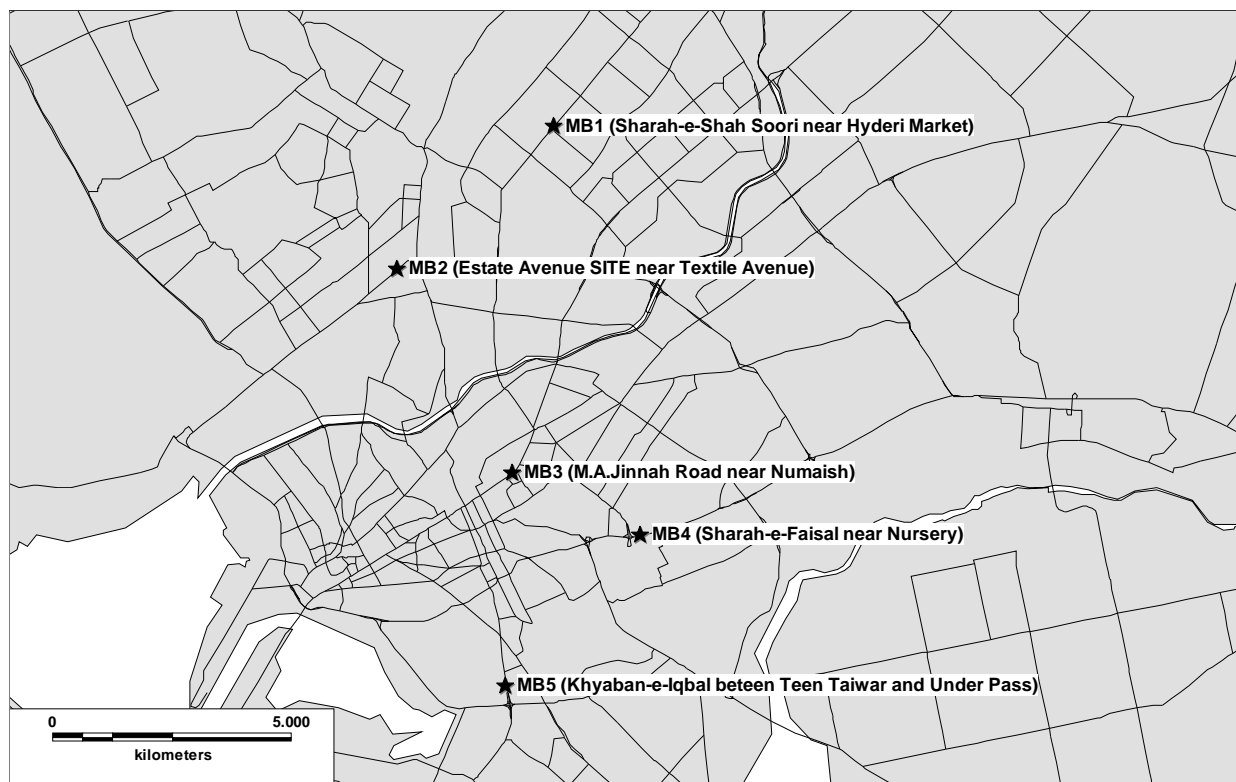 MB1 (Sharah-e-Shah Soori near Hyderi Market)
MB2 (Estate Avenue SITE near Textile Avenue)
MB3 (M.A.Jinnah Road near Numaish)
MB4 (Sharah-e-Faisal near Nursery)
MB5 (Khyaban-e-Iqbal beteen Teen Taiwar and Under Pass)
0 5.000
kilometers